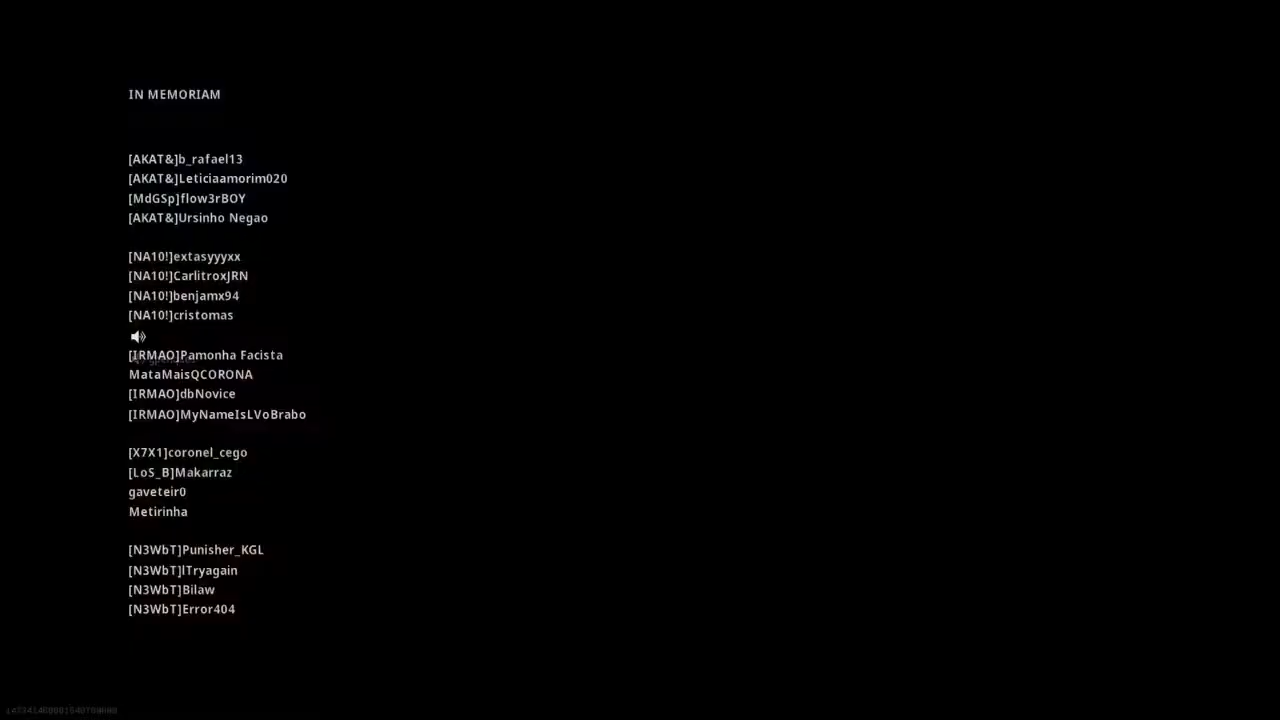 IN MEMORIAM
[AKAT&]b_rafael13
[AKAT&]Leticiaamorim020
[MdGSp]flow3rBOY
[AKAT&]Ursinho Negao
[NA10!]extasyyyxx
[NA10!]CarlitroxJRN
[NA10!]benjamx94
[NA10!]cristomas
[IRMAO]Pamonha Facista
MataMaisQCORONA
[IRMAO]dbNovice
[IRMAO]MyNameIsLVoBrabo
[X7X1]coronel_cego
[LoS_B]Makarraz
gaveteir0
Metirinha
[N3WbT]Punisher_KGL
[N3WbT]lTryagain
[N3WbT]Bilaw
[N3WbT]Error404